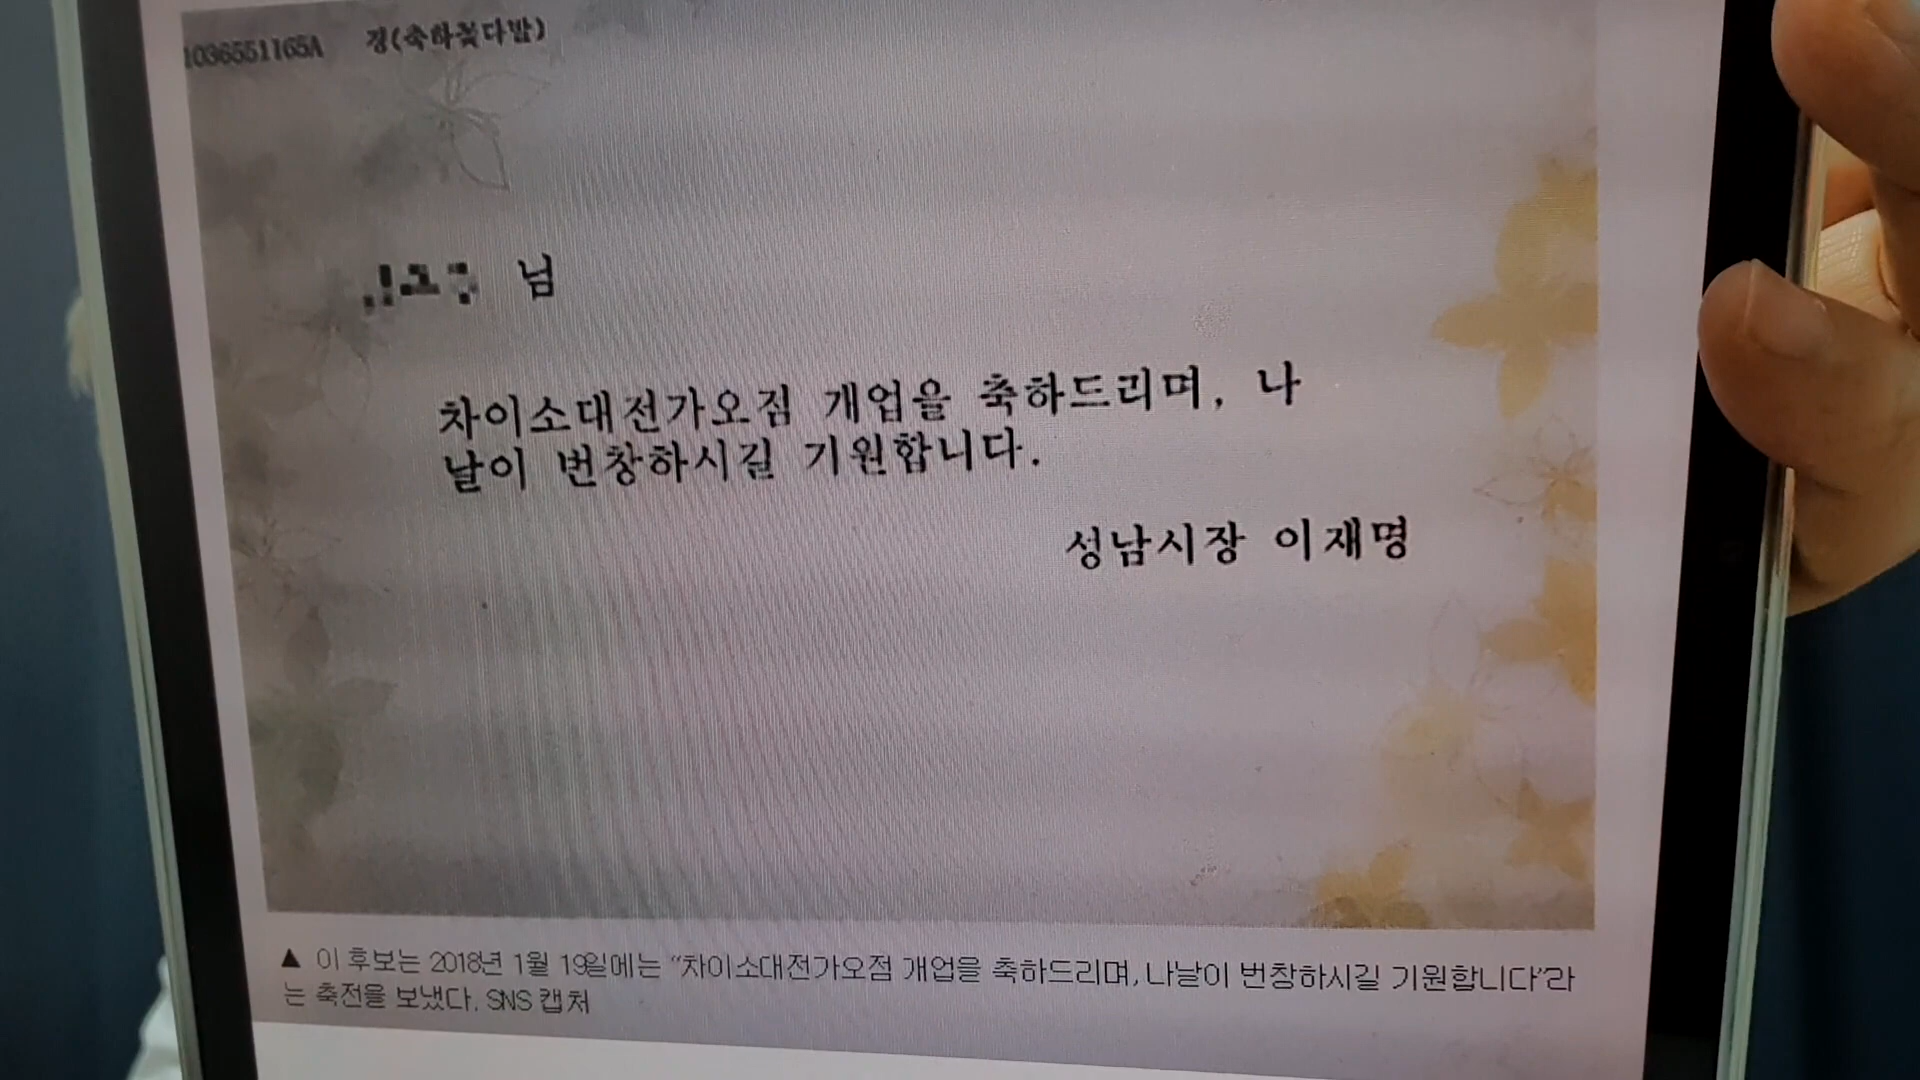 1036551165A 경(축하꽃다발)
님
차이소대전가오점 개업을 축하드리며, 나
날이 번창하시길 기원합니다.
성남시장 이재명
▲ 이 후보는 2018년 1월 19일에는 “차이소대전가오점 개업을 축하드리며, 나날이 번창하시길 기원합니다”라
는 축전을 보냈다. SNS 캡처